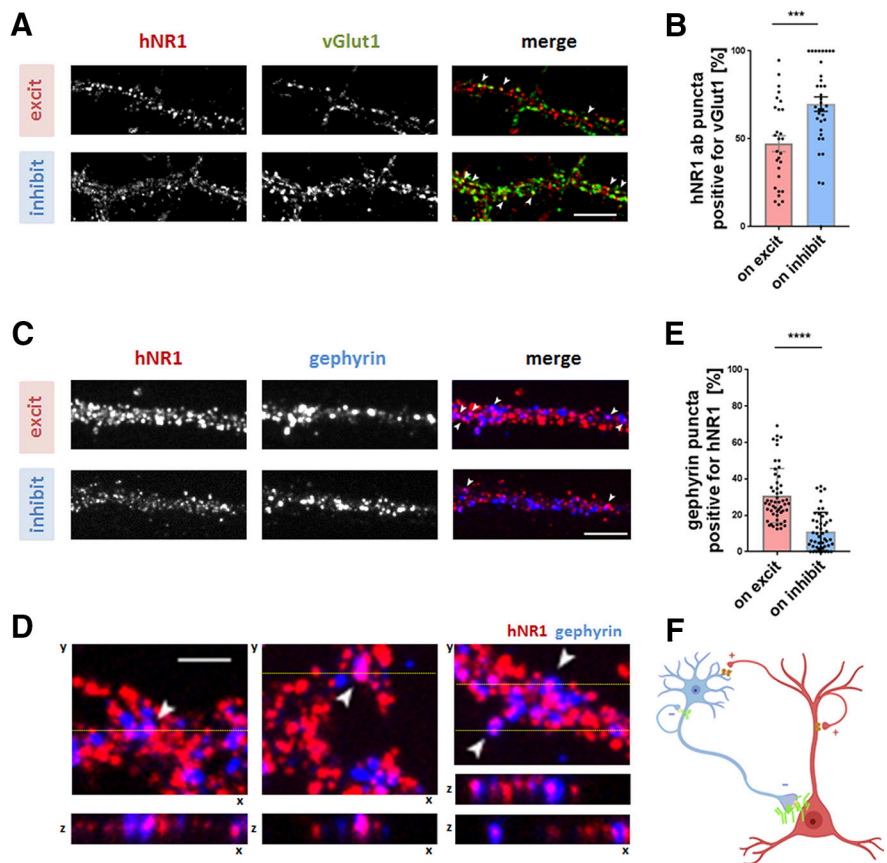 A
hNR1
vGlut1
merge
excit
inhibit
B
***
hNR1 ab puncta
positive for vGlut1 [%]
100
50
0
on excit
on inhibit
C
hNR1
gephyrin
merge
excit
inhibit
E
****
gephyrin puncta
positive for hNR1 [%]
100
80
60
40
20
0
on excit
on inhibit
D
hNR1 gephyrin
y
y
y
x
x
x
z
z
z
z
x
x
x
F
+
−
+
−